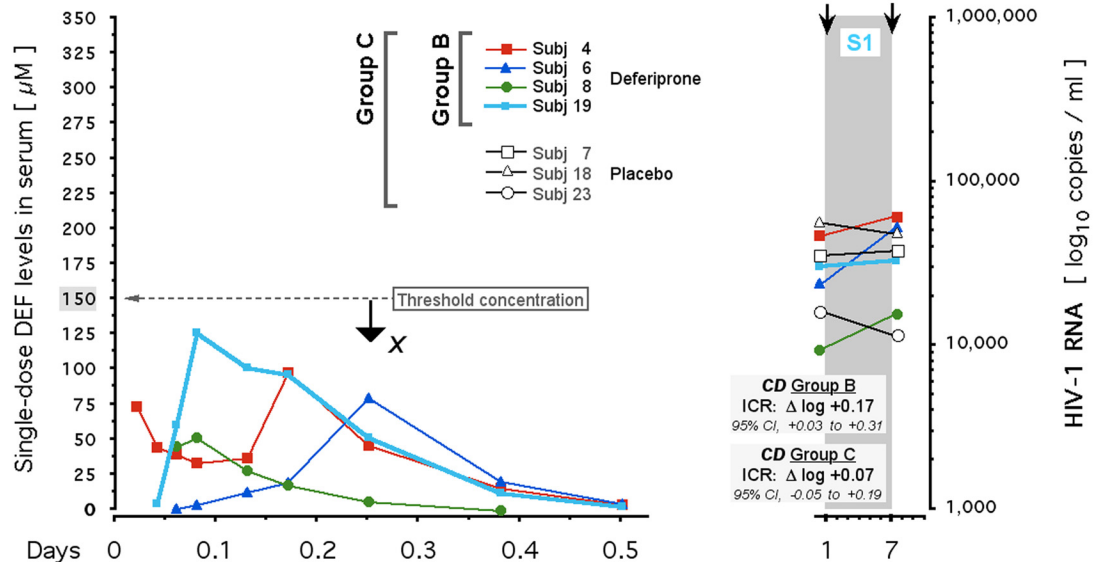 Single-dose DEF levels in serum [ µM ]
350
325
300
275
250
225
200
175
150
125
100
75
50
25
0
Days
0
0.1
0.2
0.3
0.4
0.5
Group C
Group B
Subj 4
Subj 6
Subj 8
Subj 19
Deferiprone
Subj 7
Subj 18
Subj 23
Placebo
Threshold concentration
X
S1
CD Group B
ICR: Δ log +0.17
95% CI, +0.03 to +0.31
CD Group C
ICR: Δ log +0.07
95% CI, -0.05 to +0.19
1
7
1,000,000
100,000
10,000
1,000
HIV-1 RNA [ log10 copies / ml ]